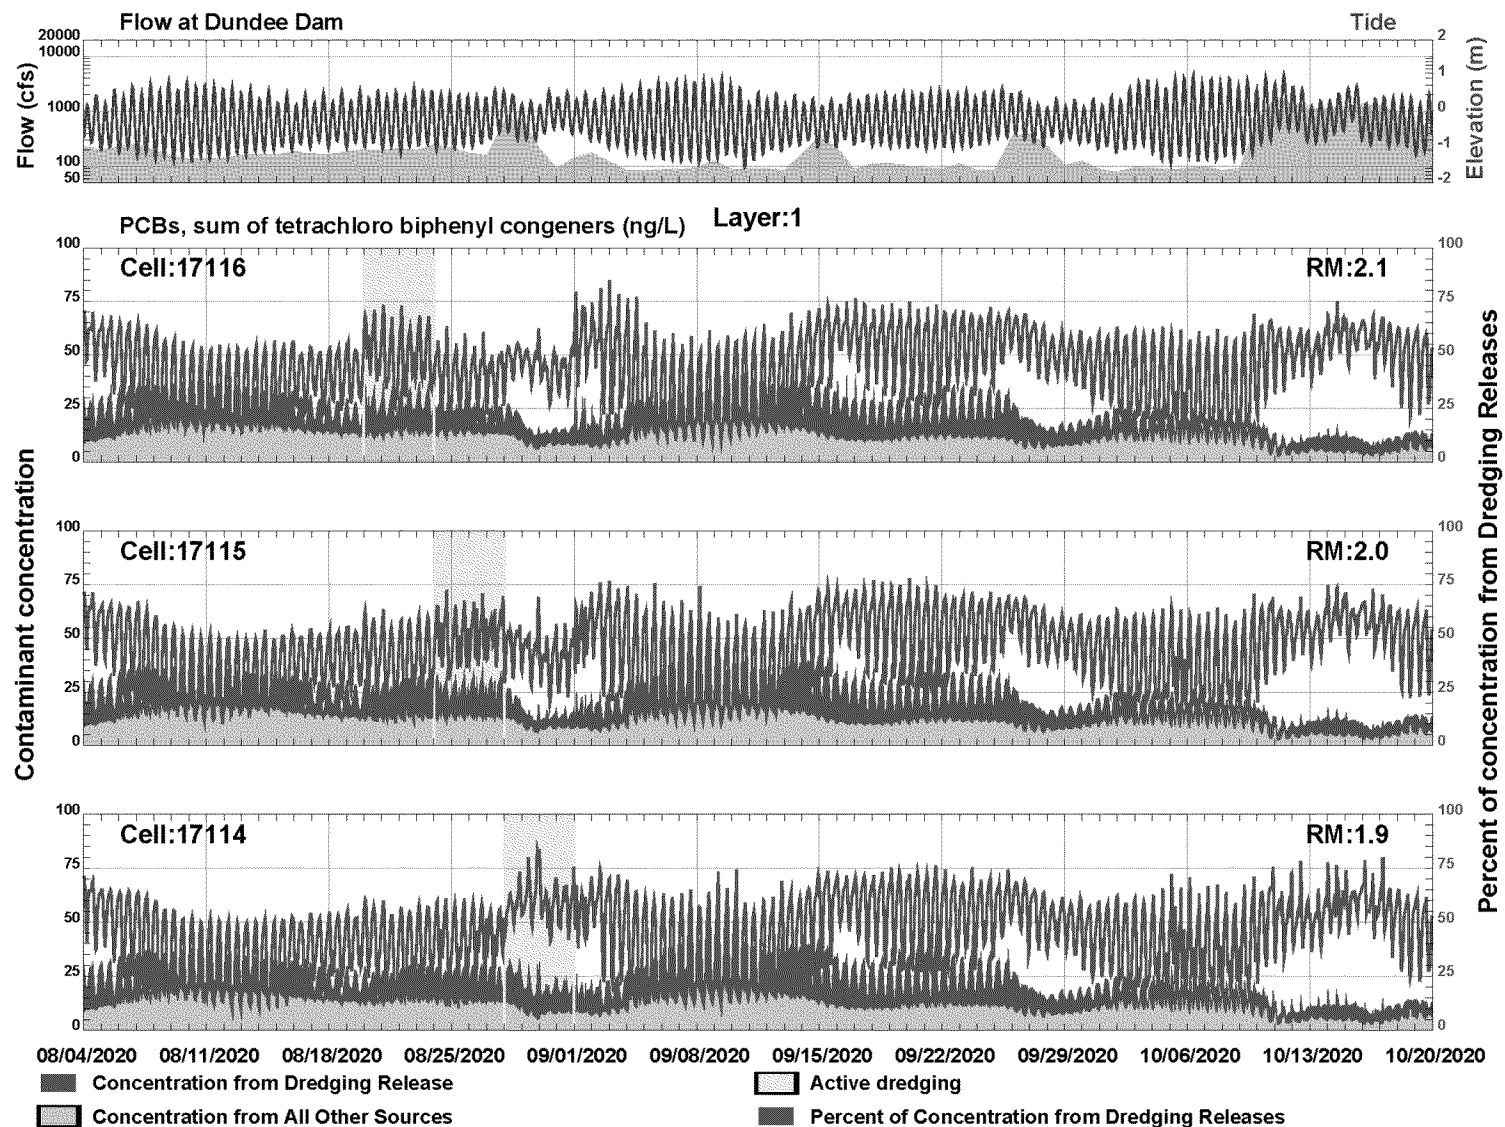 Flow at Dundee Dam
Tide
Flow (cfs)
20000
10000
1000
100
50
2
1
0
-1
-2
Elevation (m)
PCBs, sum of tetrachloro biphenyl congeners (ng/L)
Layer:1
Contaminant concentration
Percent of concentration from Dredging Releases
100
75
50
25
0
Cell:17116
RM:2.1
100
75
50
25
0
100
75
50
25
0
Cell:17115
RM:2.0
100
75
50
25
0
100
75
50
25
0
Cell:17114
RM:1.9
100
75
50
25
0
08/04/2020 08/11/2020 08/18/2020 08/25/2020 09/01/2020 09/08/2020 09/15/2020 09/22/2020 09/29/2020 10/06/2020 10/13/2020 10/20/2020
Concentration from Dredging Release
Active dredging
Concentration from All Other Sources
Percent of Concentration from Dredging Releases